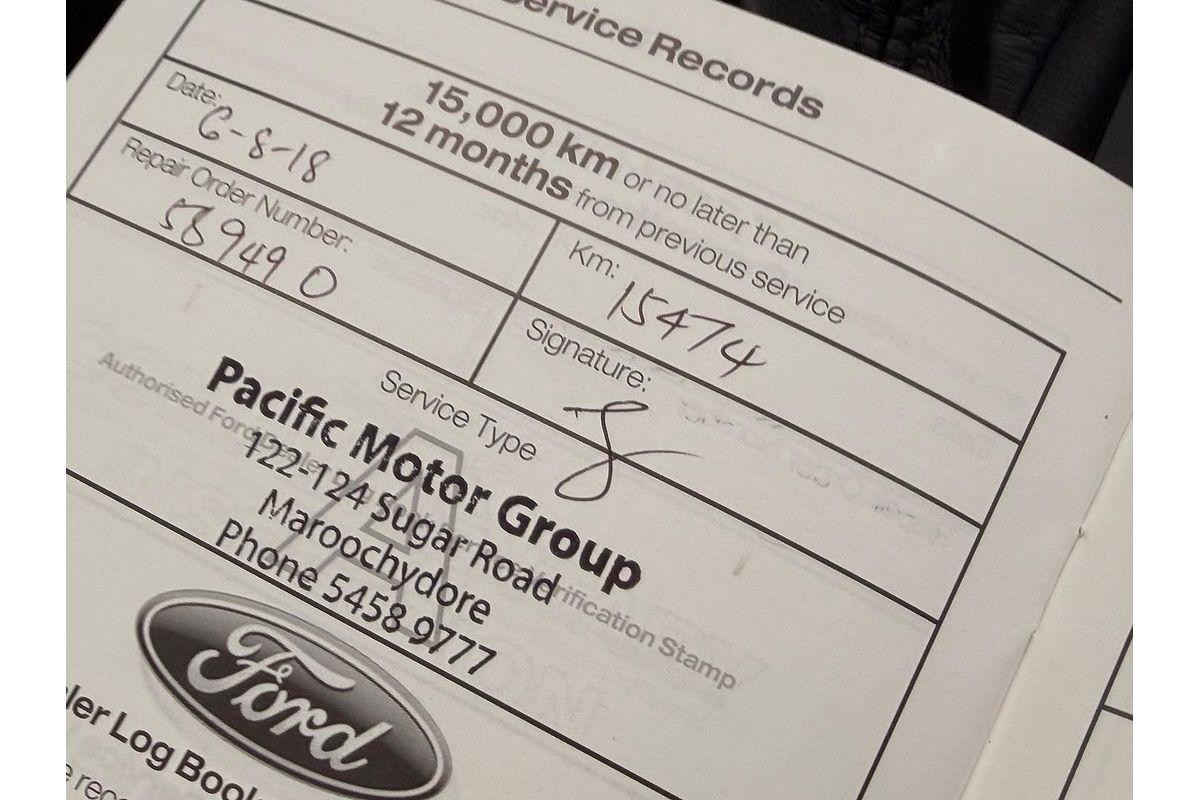 Service Records
15,000 km or no later than
12 months from previous service
Date: 6-8-18
Km: 15474
Repair Order Number:
589490
Signature:
Service Type
A
Pacific Motor Group
122-124 Sugar Road
Maroochydore
Phone 5458 9777
Authorised Ford Dealer Verification Stamp
Ford
Log Book